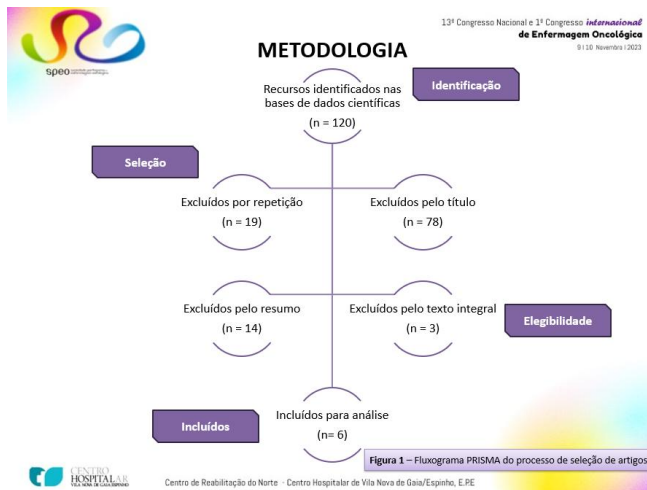 13º Congresso Nacional e 1º Congresso internacional
de Enfermagem Oncológica
9 | 10 Novembro | 2023
speo
METODOLOGIA
Recursos identificados nas
bases de dados científicas
(n = 120)
Identificação
Seleção
Excluídos por repetição
(n = 19)
Excluídos pelo título
(n = 78)
Excluídos pelo resumo
(n = 14)
Excluídos pelo texto integral
(n = 3)
Elegibilidade
Incluídos para análise
(n= 6)
Incluídos
Figura 1 – Fluxograma PRISMA do processo de seleção de artigos
CENTRO
HOSPITALAR
VILA NOVA DE GAIA/ESPINHO
Centro de Reabilitação do Norte - Centro Hospitalar de Vila Nova de Gaia/Espinho, E.P.E